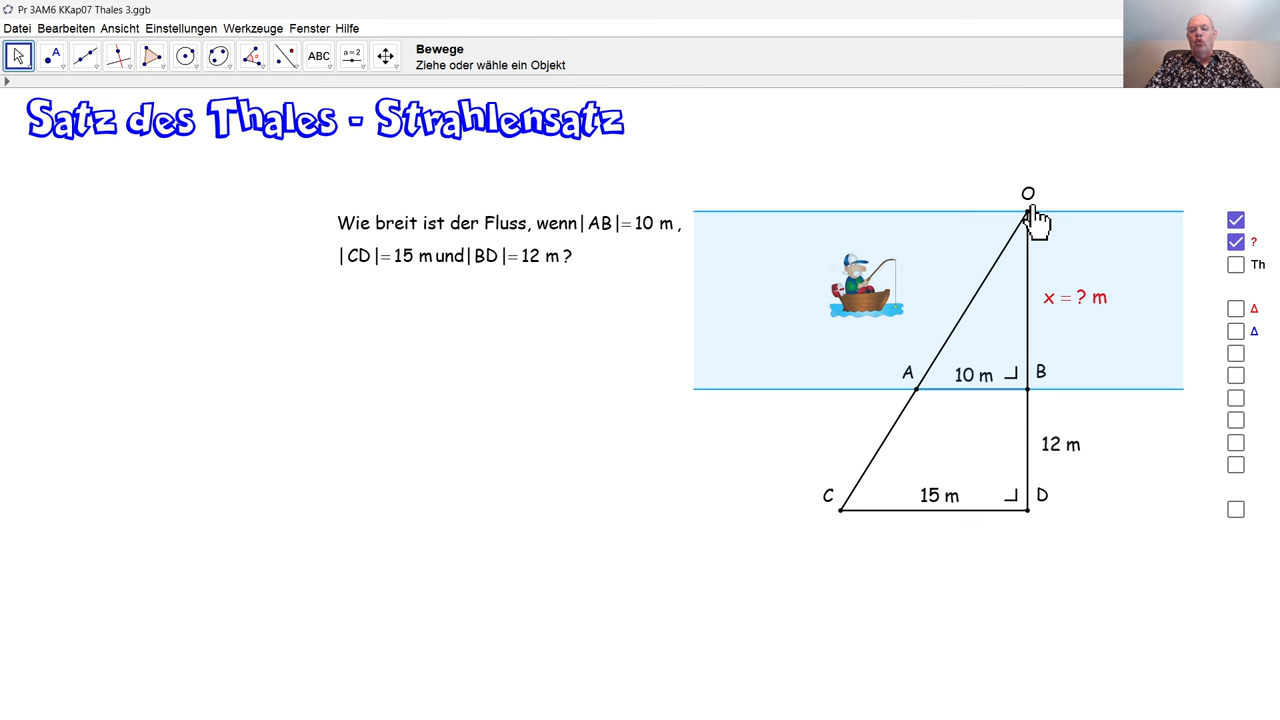 Pr 3AM6 KKap07 Thales 3.ggb
Datei Bearbeiten Ansicht Einstellungen Werkzeuge Fenster Hilfe
A
ABC
a=2
Bewege
Ziehe oder wähle ein Objekt
Satz des Thales - Strahlensatz
Wie breit ist der Fluss, wenn|AB|=10 m,
|CD|=15 m und|BD|=12 m?
O
?
Th
x = ? m
Δ
Δ
A
10 m
B
12 m
C
15 m
D